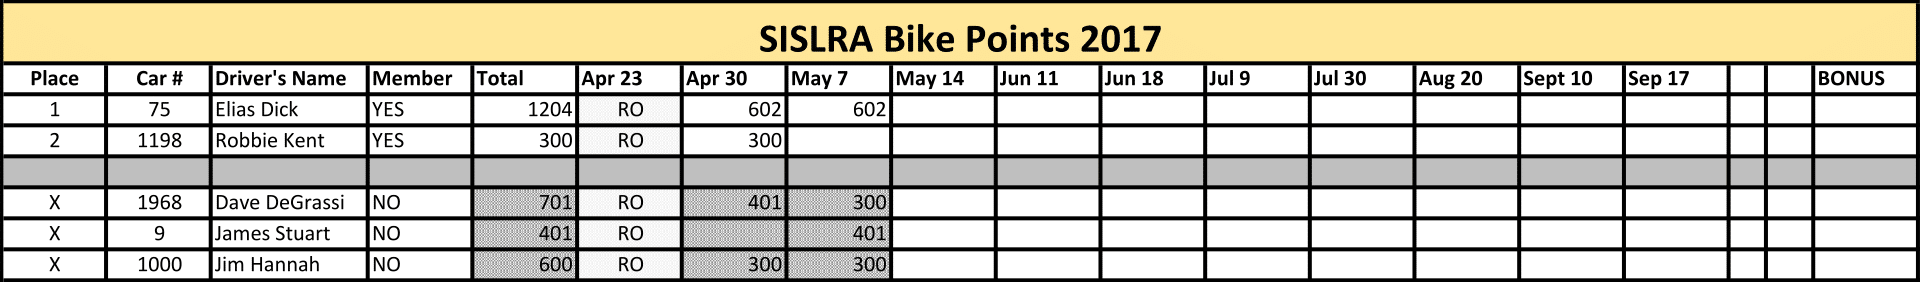 SISLRA Bike Points 2017
Place Car # Driver's Name Member Total Apr 23 Apr 30 May 7 May 14 Jun 11 Jun 18 Jul 9 Jul 30 Aug 20 Sept 10 Sep 17 BONUS
1 75 Elias Dick YES 1204 RO 602 602
2 1198 Robbie Kent YES 300 RO 300
X 1968 Dave DeGrassi NO 701 RO 401 300
X 9 James Stuart NO 401 RO 401
X 1000 Jim Hannah NO 600 RO 300 300